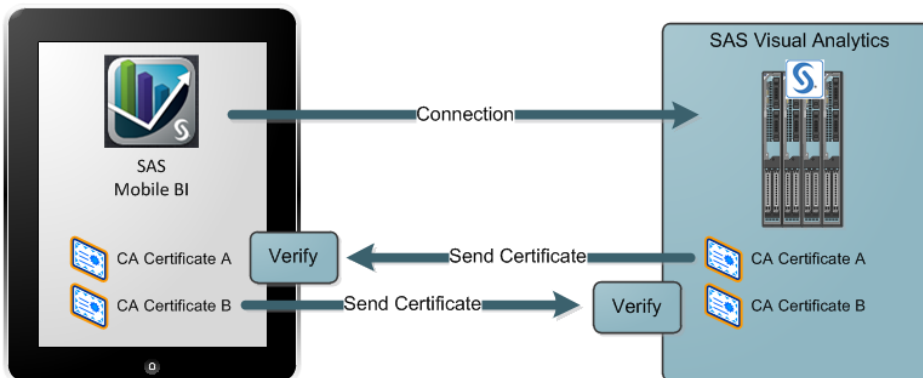 SAS Visual Analytics
Connection
SAS
Mobile BI
CA Certificate A
Verify
Send Certificate
CA Certificate A
CA Certificate B
Send Certificate
Verify
CA Certificate B